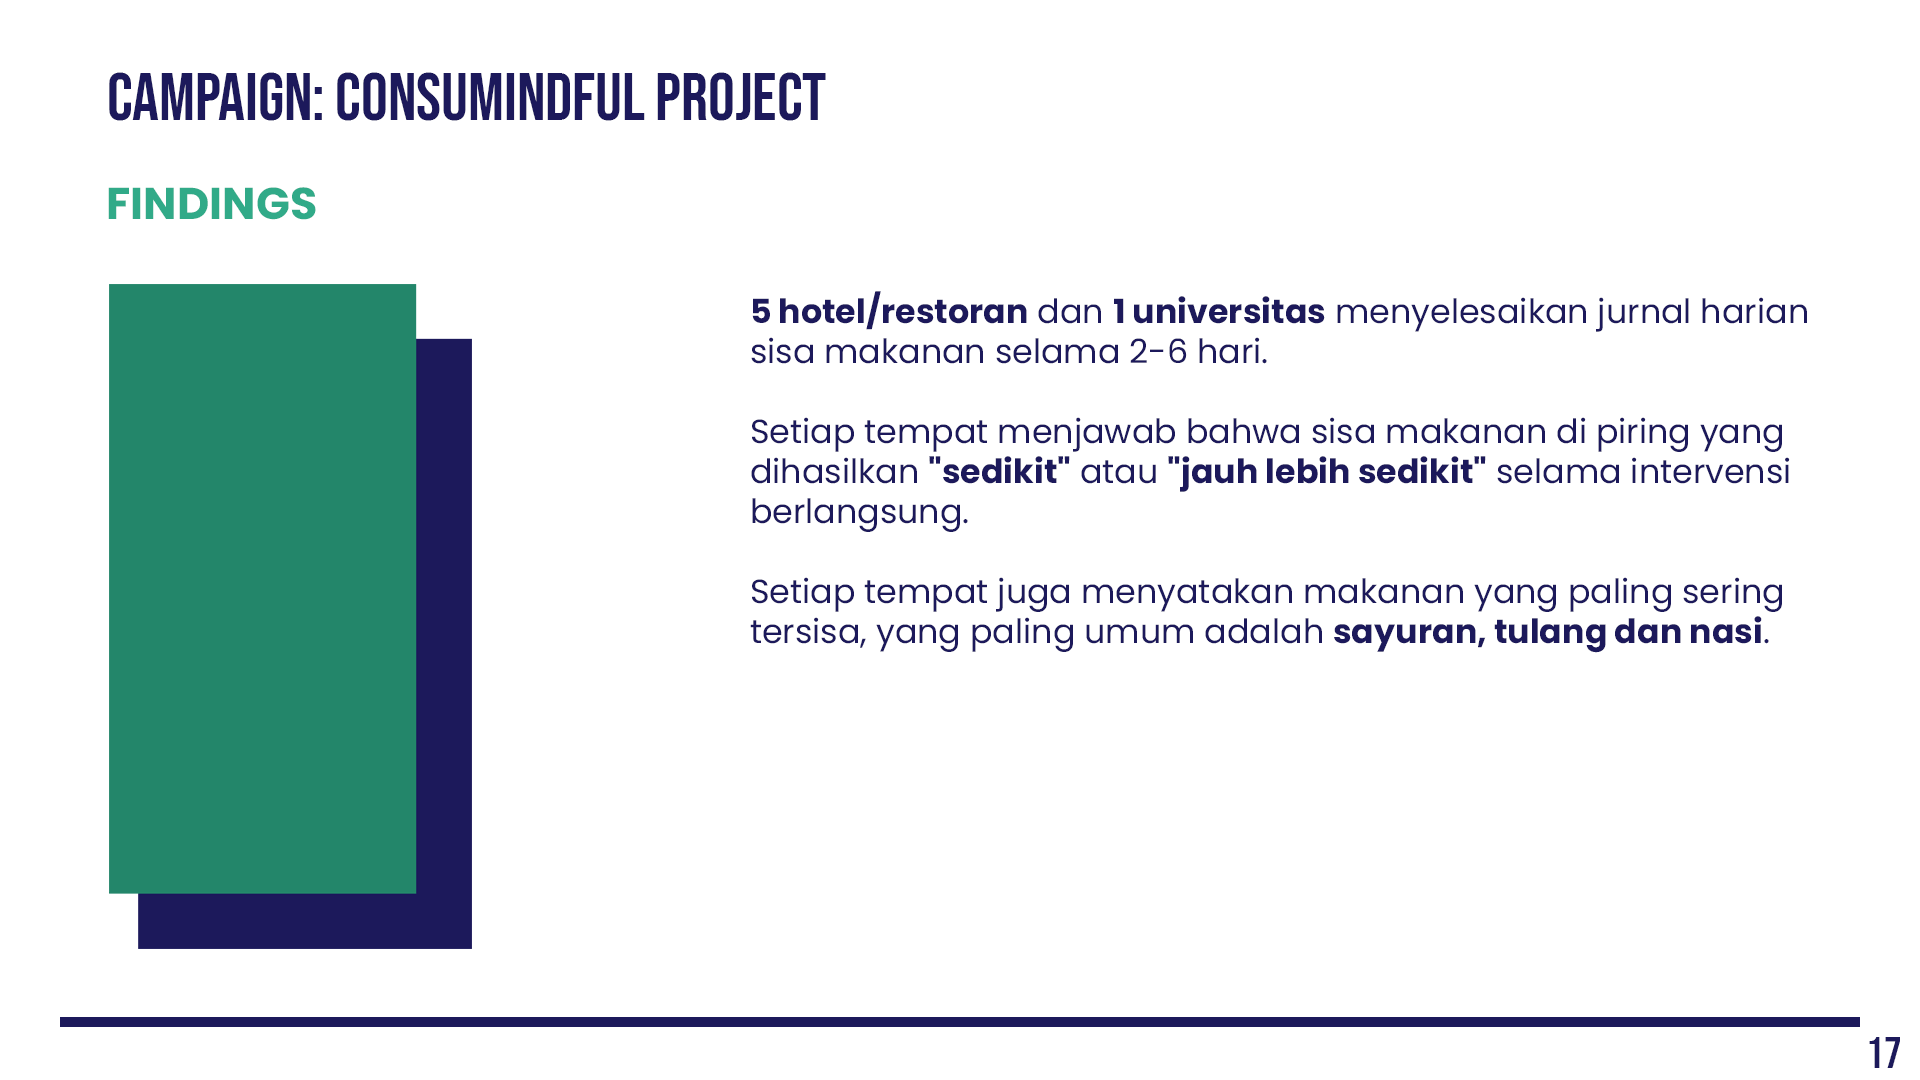 CAMPAIGN: CONSUMINDFUL PROJECT
FINDINGS
5 hotel/restoran dan 1 universitas menyelesaikan jurnal harian
sisa makanan selama 2-6 hari.
Setiap tempat menjawab bahwa sisa makanan di piring yang
dihasilkan "sedikit" atau "jauh lebih sedikit" selama intervensi
berlangsung.
Setiap tempat juga menyatakan makanan yang paling sering
tersisa, yang paling umum adalah sayuran, tulang dan nasi.
17